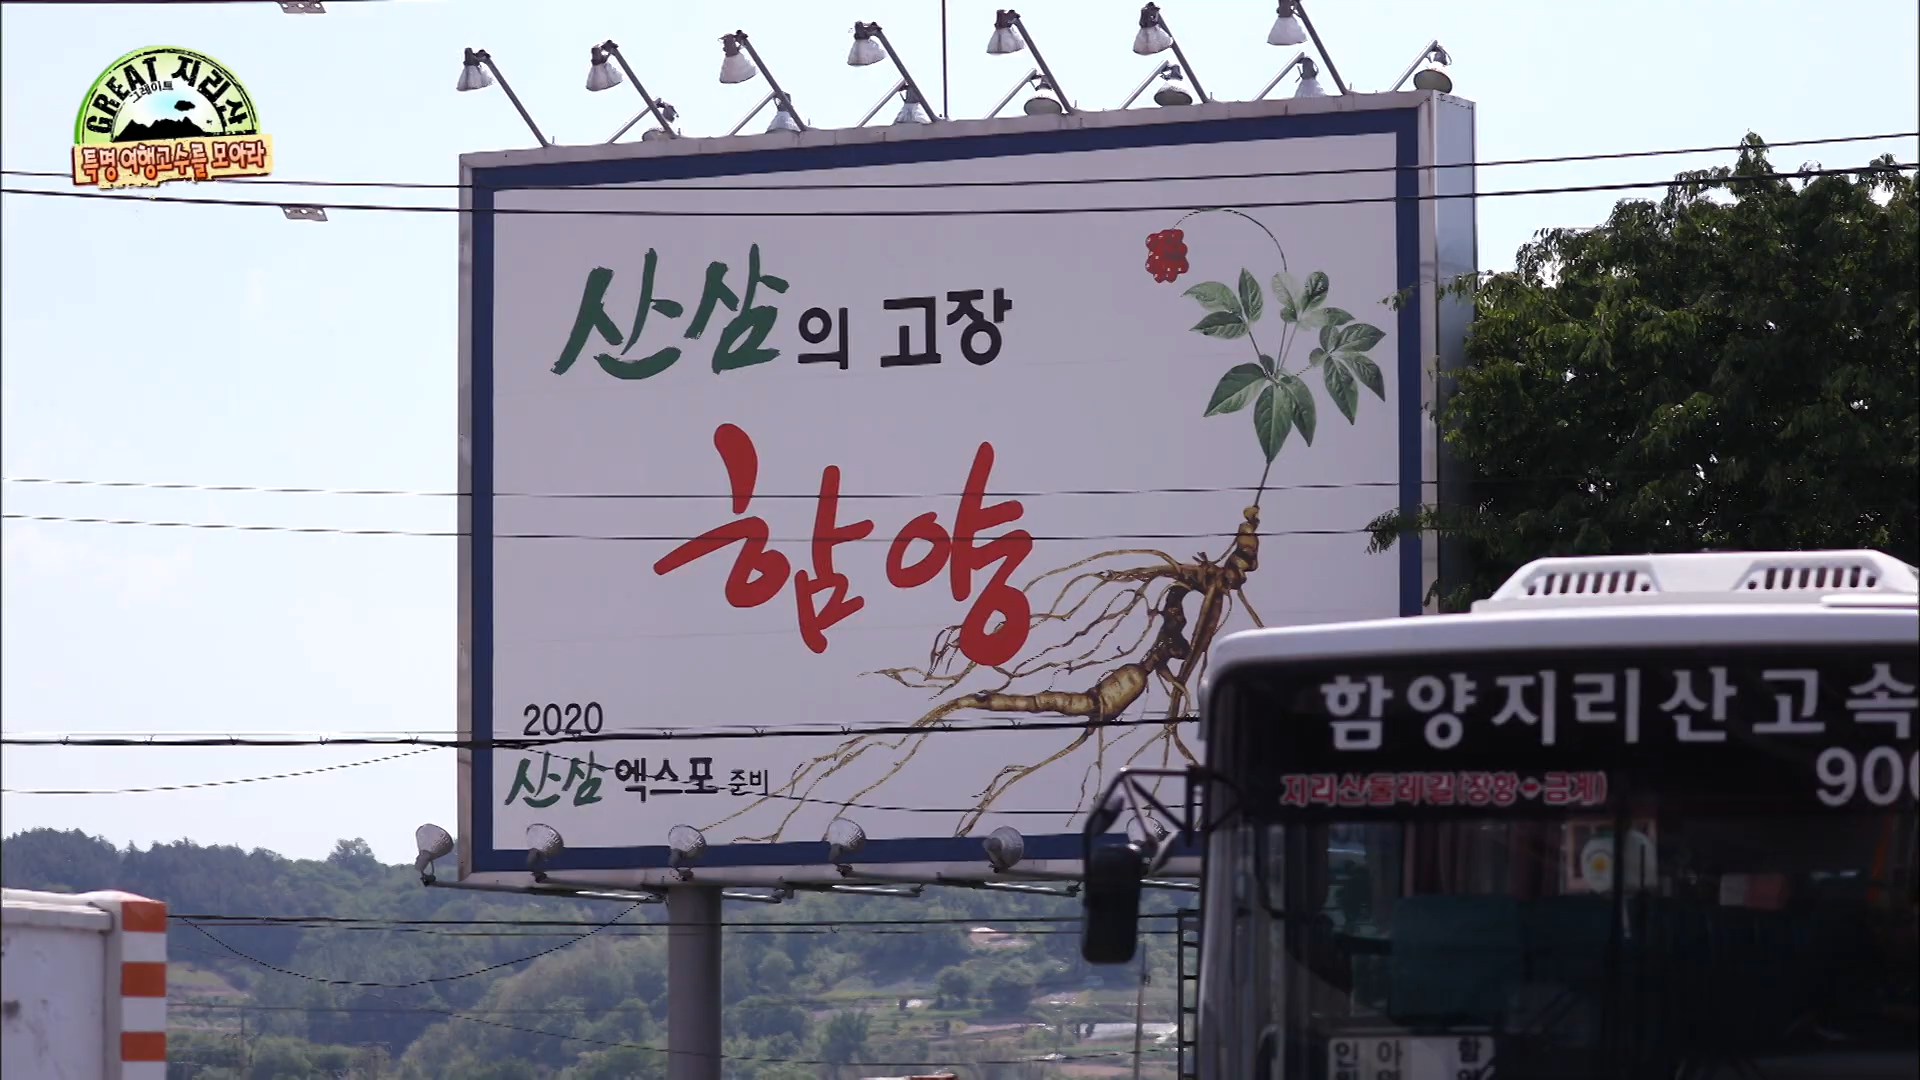 GREAT 지리산
그레이트
특명 여행고수를 모아라
산삼의 고장
함양
2020
산삼 엑스포 준비
함양지리산고속
지리산둘레길(장항↔금계)